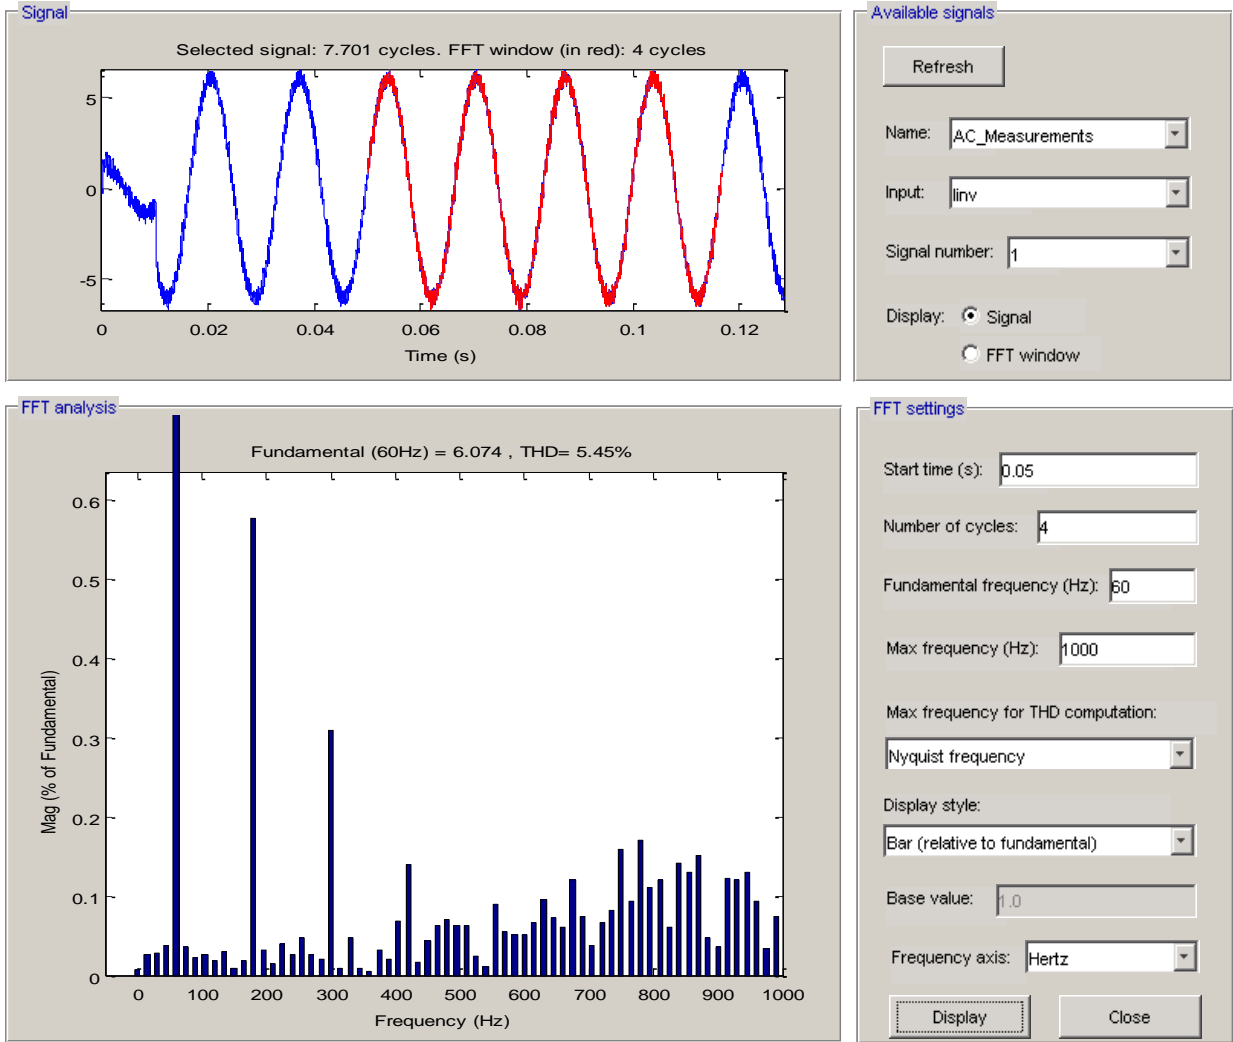 Signal
Selected signal: 7.701 cycles. FFT window (in red): 4 cycles
5
0
-5
0 0.02 0.04 0.06 0.08 0.1 0.12
Time (s)
Available signals
Refresh
Name: AC_Measurements
Input: Iinv
Signal number: 1
Display: Signal
FFT window
FFT analysis
Fundamental (60Hz) = 6.074 , THD= 5.45%
0.6
0.5
0.4
0.3
0.2
0.1
0
Mag (% of Fundamental)
0 100 200 300 400 500 600 700 800 900 1000
Frequency (Hz)
FFT settings
Start time (s): 0.05
Number of cycles: 4
Fundamental frequency (Hz): 60
Max frequency (Hz): 1000
Max frequency for THD computation:
Nyquist frequency
Display style:
Bar (relative to fundamental)
Base value: 1.0
Frequency axis: Hertz
Display Close